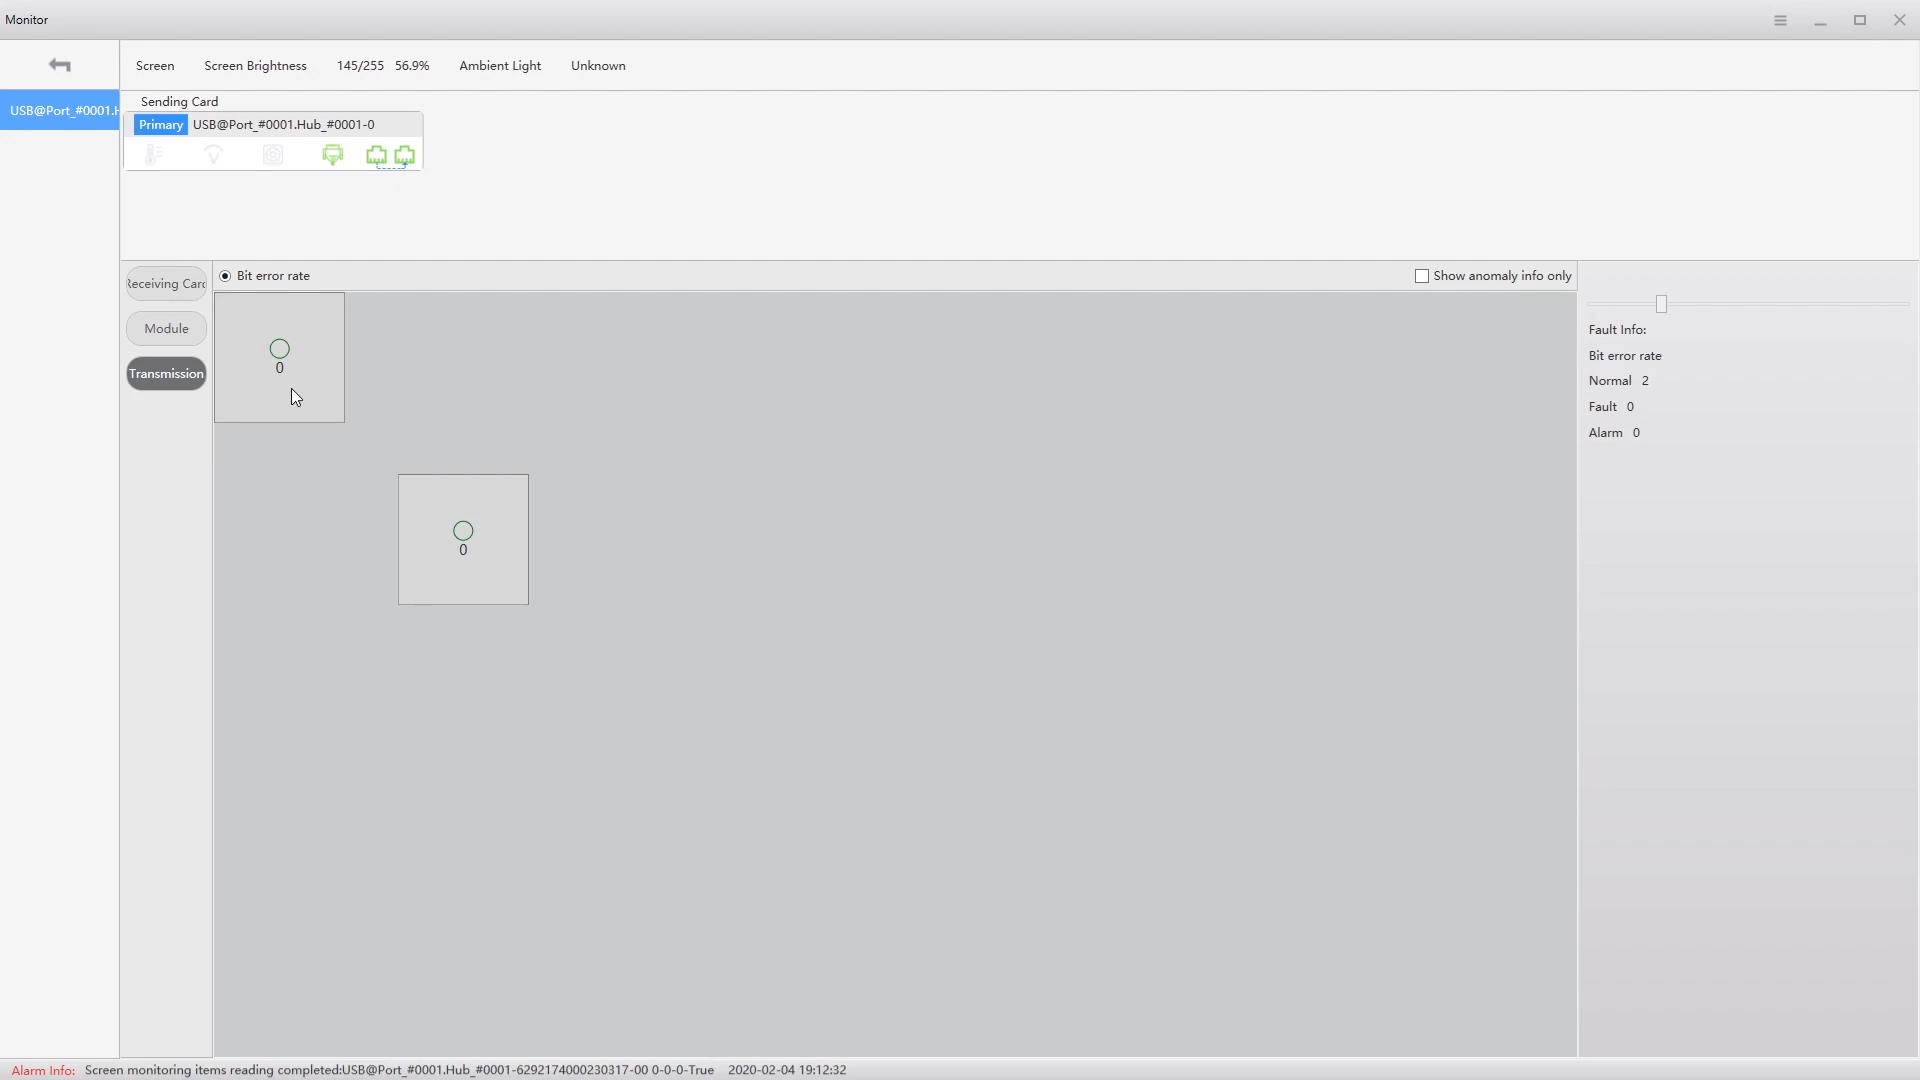 Monitor
Screen Screen Brightness 145/255 56.9% Ambient Light Unknown
USB@Port_#0001.H
Sending Card
Primary USB@Port_#0001.Hub_#0001-0
Receiving Card
Module
Transmission
Bit error rate
Show anomaly info only
0
0
Fault Info:
Bit error rate
Normal 2
Fault 0
Alarm 0
Alarm Info: Screen monitoring items reading completed:USB@Port_#0001.Hub_#0001-6292174000230317-00 0-0-0-True 2020-02-04 19:12:32